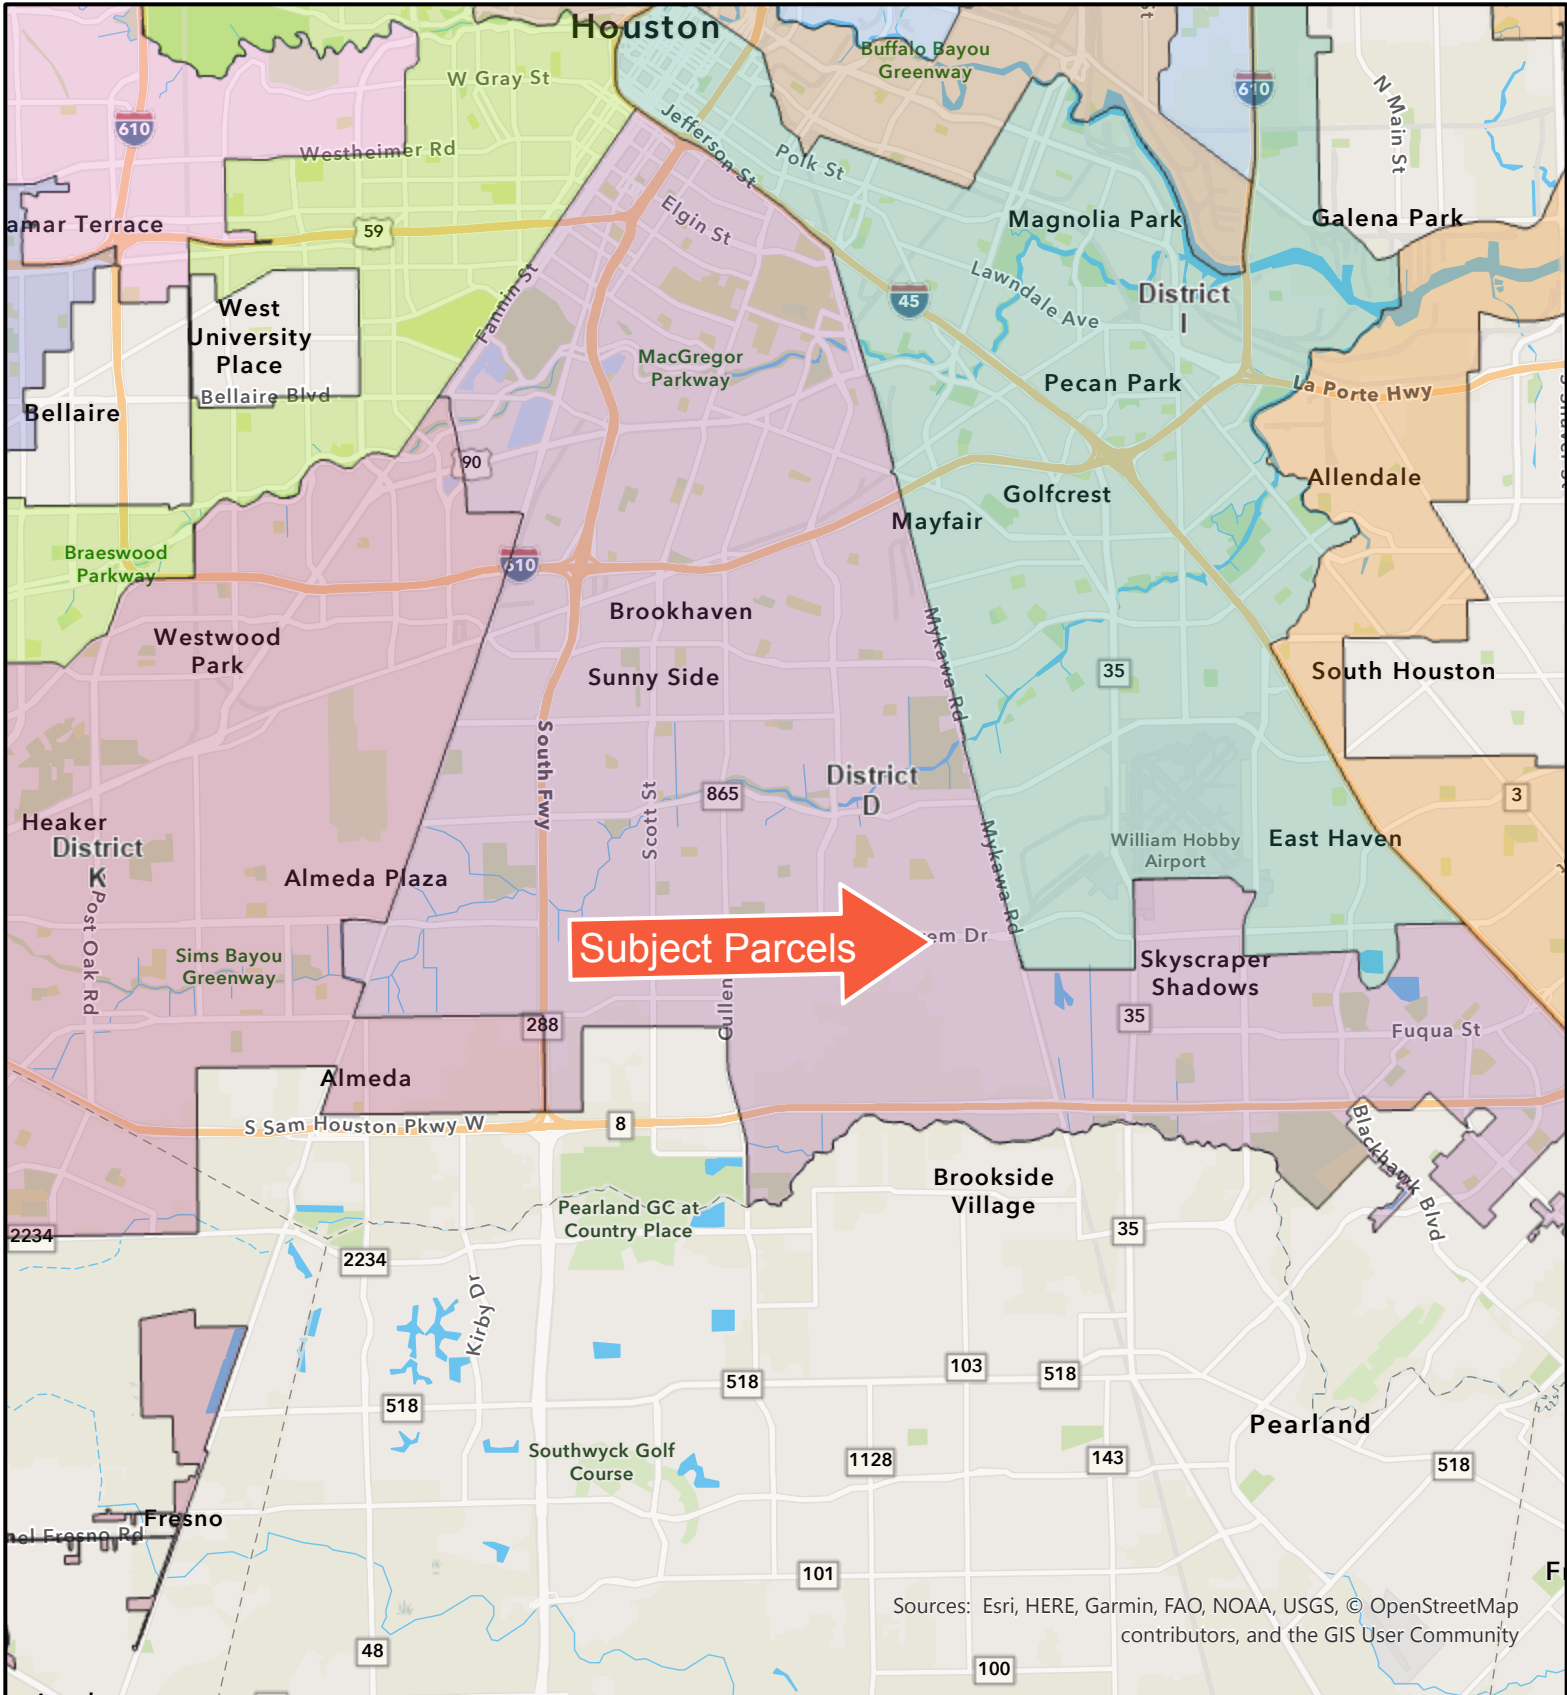 Houston
Buffalo Bayou
Greenway
W Gray St
610
610
N Main St
Westheimer Rd
Jefferson St
Polk St
amar Terrace
59
Elgin St
Magnolia Park
Galena Park
Fannin St
Lawndale Ave
District
I
45
West
University
Place
MacGregor
Parkway
Pecan Park
La Porte Hwy
Bellaire Blvd
Bellaire
90
Golfcrest
Allendale
Mayfair
Braeswood
Parkway
610
Brookhaven
Westwood
Park
Sunny Side
Mykawa Rd
35
South Houston
South Fwy
District
D
865
Scott St
3
Heaker
District
K
William Hobby
Airport
East Haven
Mykawa Rd
Almeda Plaza
Post Oak Rd
Subject Parcels
em Dr
Sims Bayou
Greenway
Skyscraper
Shadows
Cullen
288
35
Fuqua St
Almeda
S Sam Houston Pkwy W
8
Blackhawk Blvd
Brookside
Village
Pearland GC at
Country Place
2234
35
2234
Kirby Dr
103
518
518
518
Pearland
Southwyck Golf
Course
1128
143
518
Fresno
nel Fresno Rd
101
Sources: Esri, HERE, Garmin, FAO, NOAA, USGS, © OpenStreetMap
contributors, and the GIS User Community
48
100